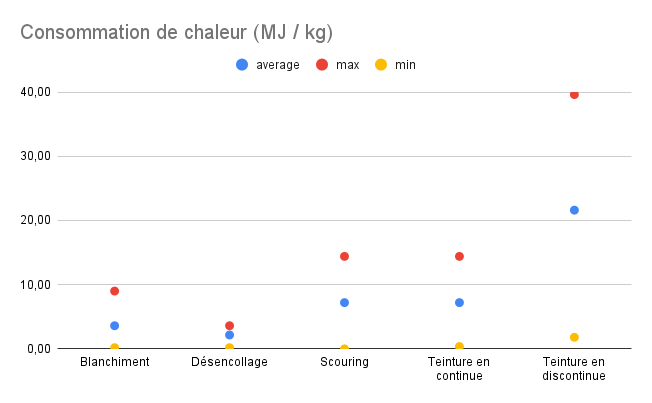 Consommation de chaleur (MJ / kg)
average max min
40,00
30,00
20,00
10,00
0,00
Blanchiment Désencollage Scouring Teinture en continue Teinture en discontinue